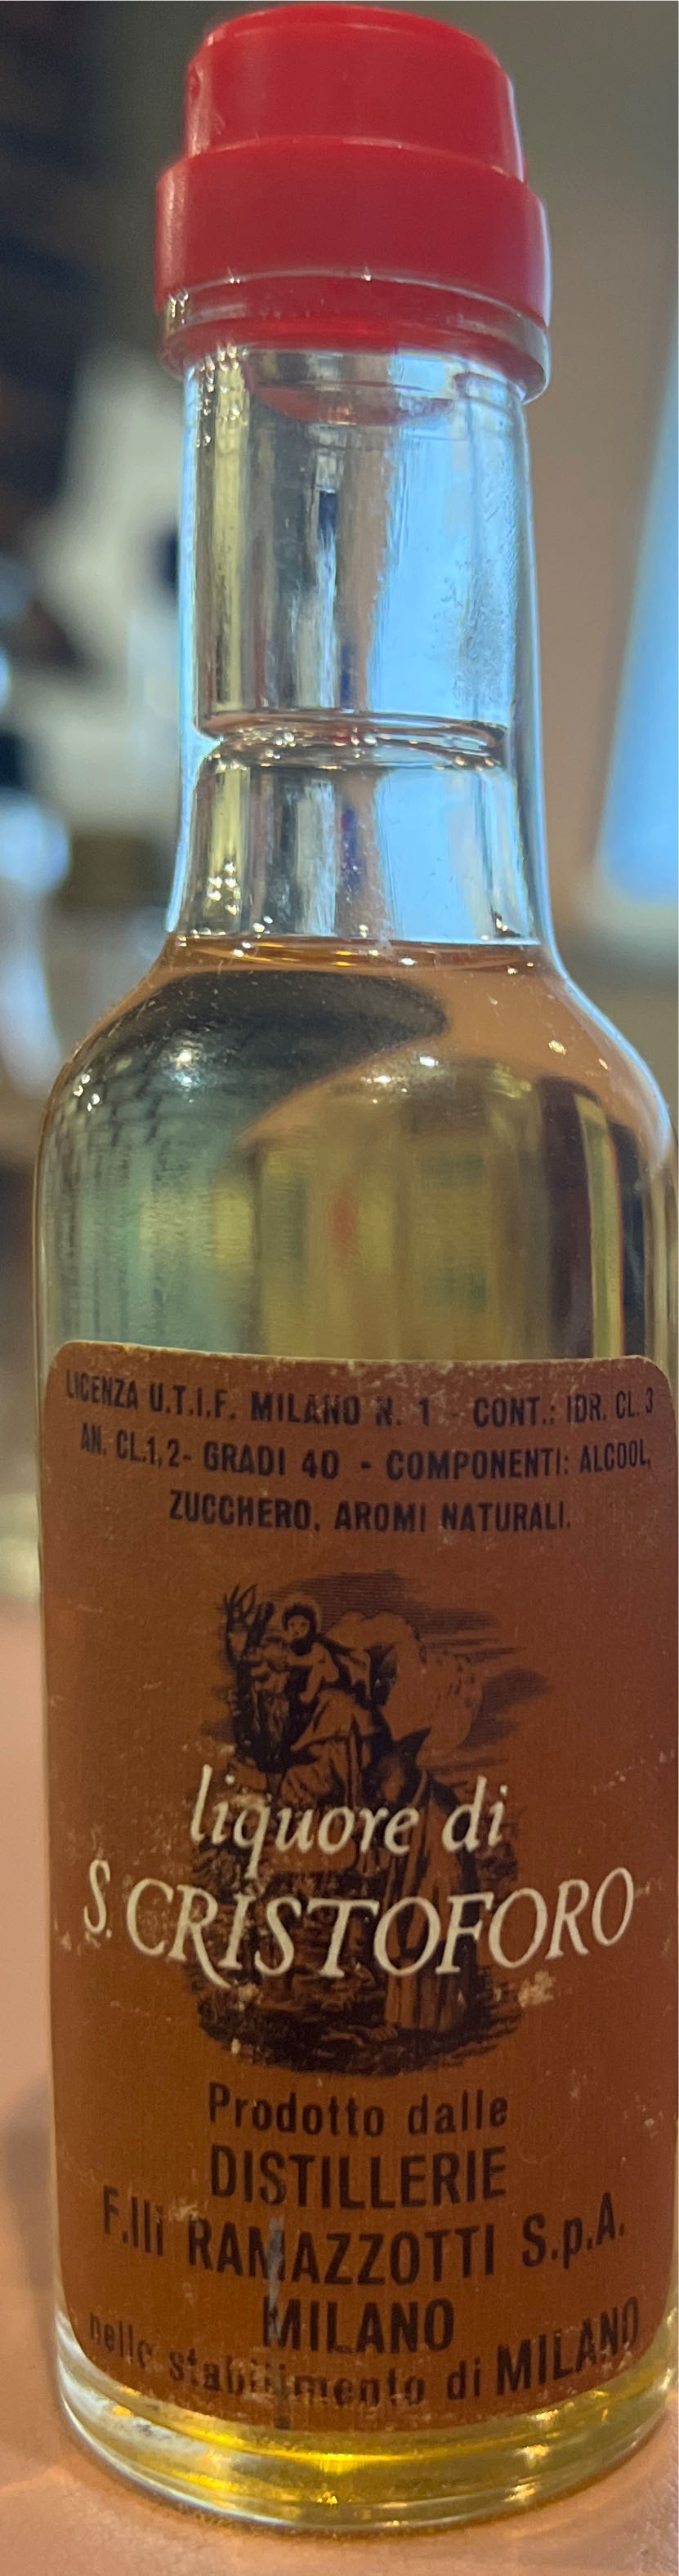 LICENZA U.T.I.F. MILANO N. 1 - CONT.: IDR. CL. 3
AN. CL.1,2- GRADI 40 - COMPONENTI: ALCOOL,
ZUCCHERO, AROMI NATURALI.
liquore di
S. CRISTOFORO
Prodotto dalle
DISTILLERIE
F.lli RAMAZZOTTI S.p.A.
MILANO
nello stabilimento di MILANO